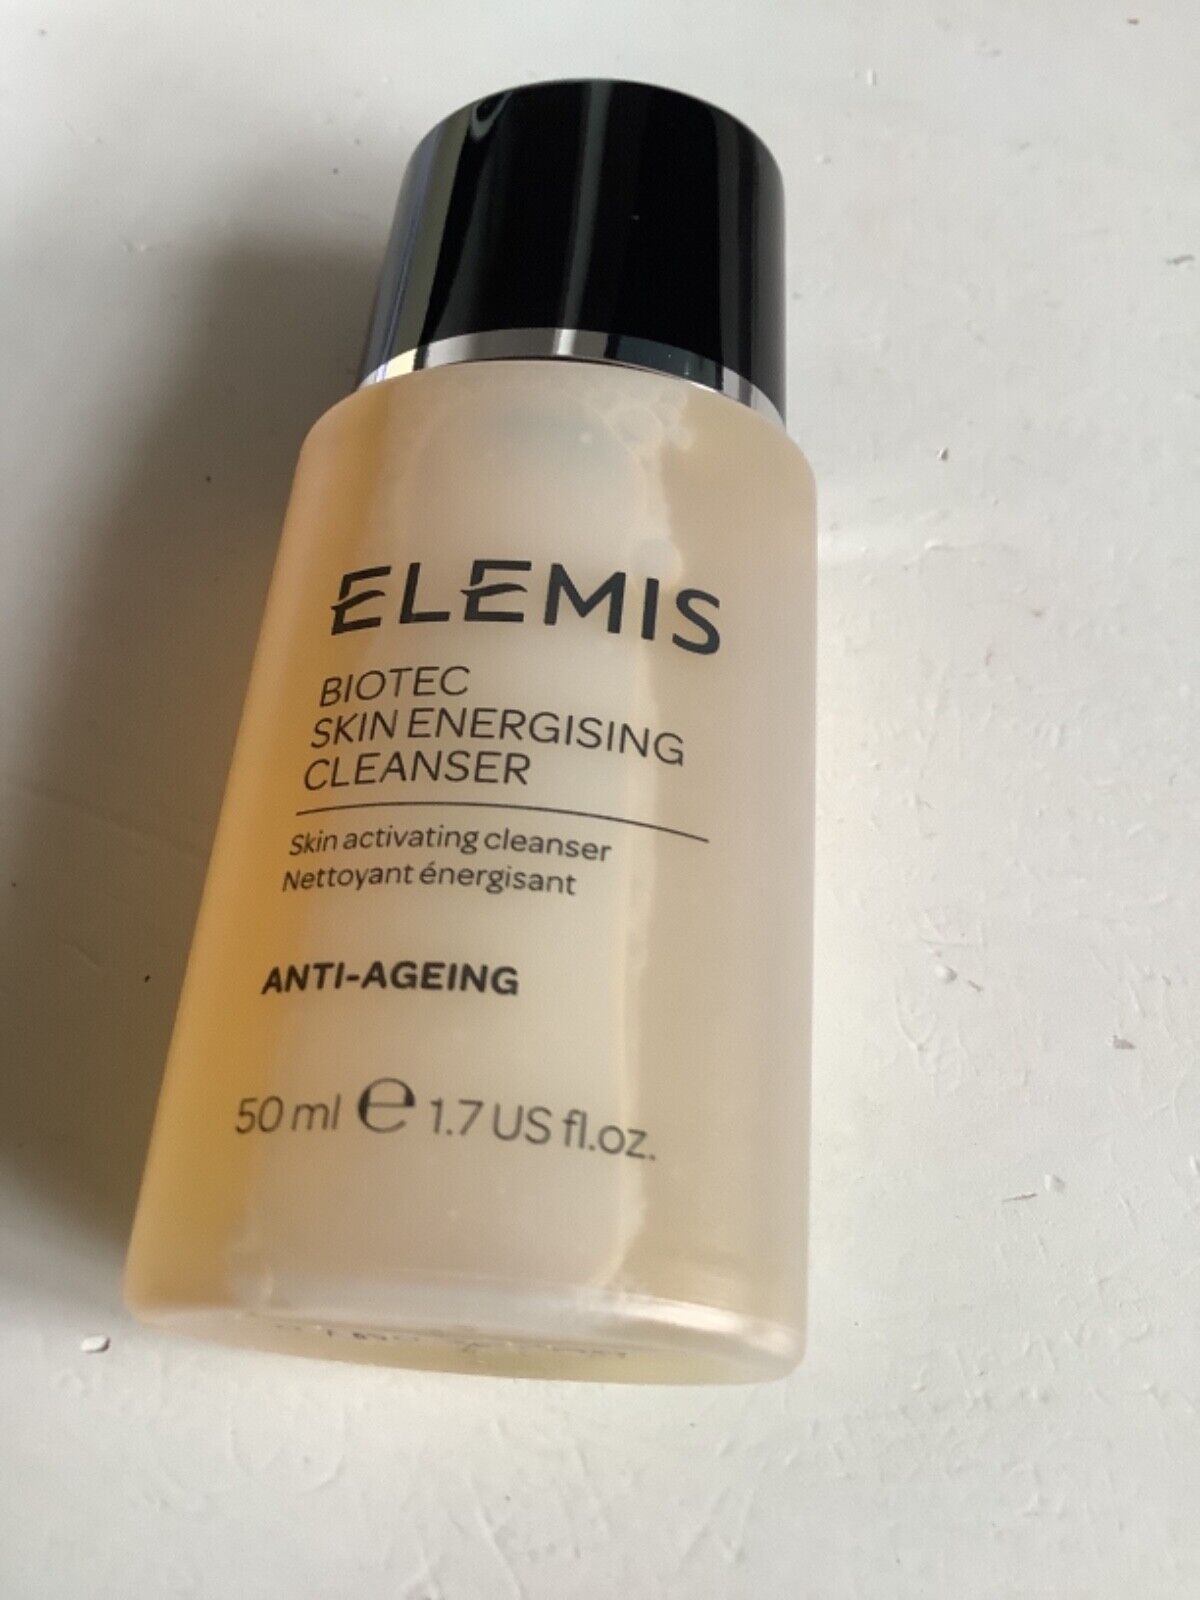 ELEMIS
BIOTEC
SKIN ENERGISING
CLEANSER
Skin activating cleanser
Nettoyant énergisant
ANTI-AGEING
50 ml e 1.7 US fl.oz.